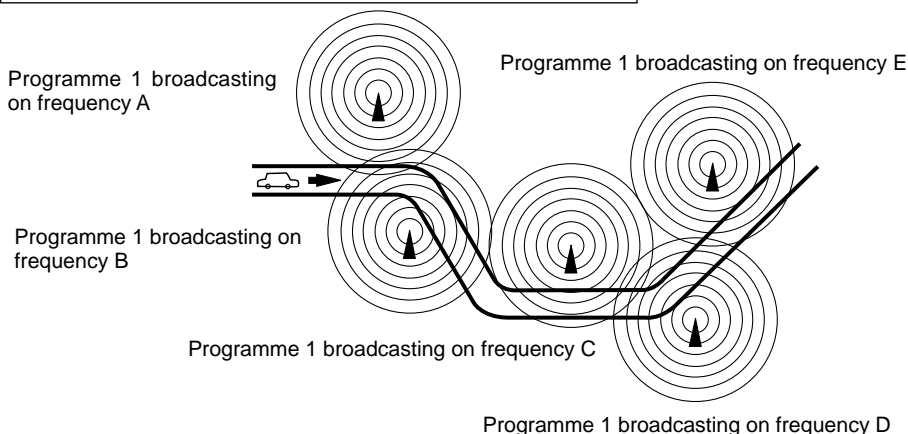 Programme 1 broadcasting
on frequency A
Programme 1 broadcasting on frequency E
Programme 1 broadcasting on
frequency B
Programme 1 broadcasting on frequency C
Programme 1 broadcasting on frequency D